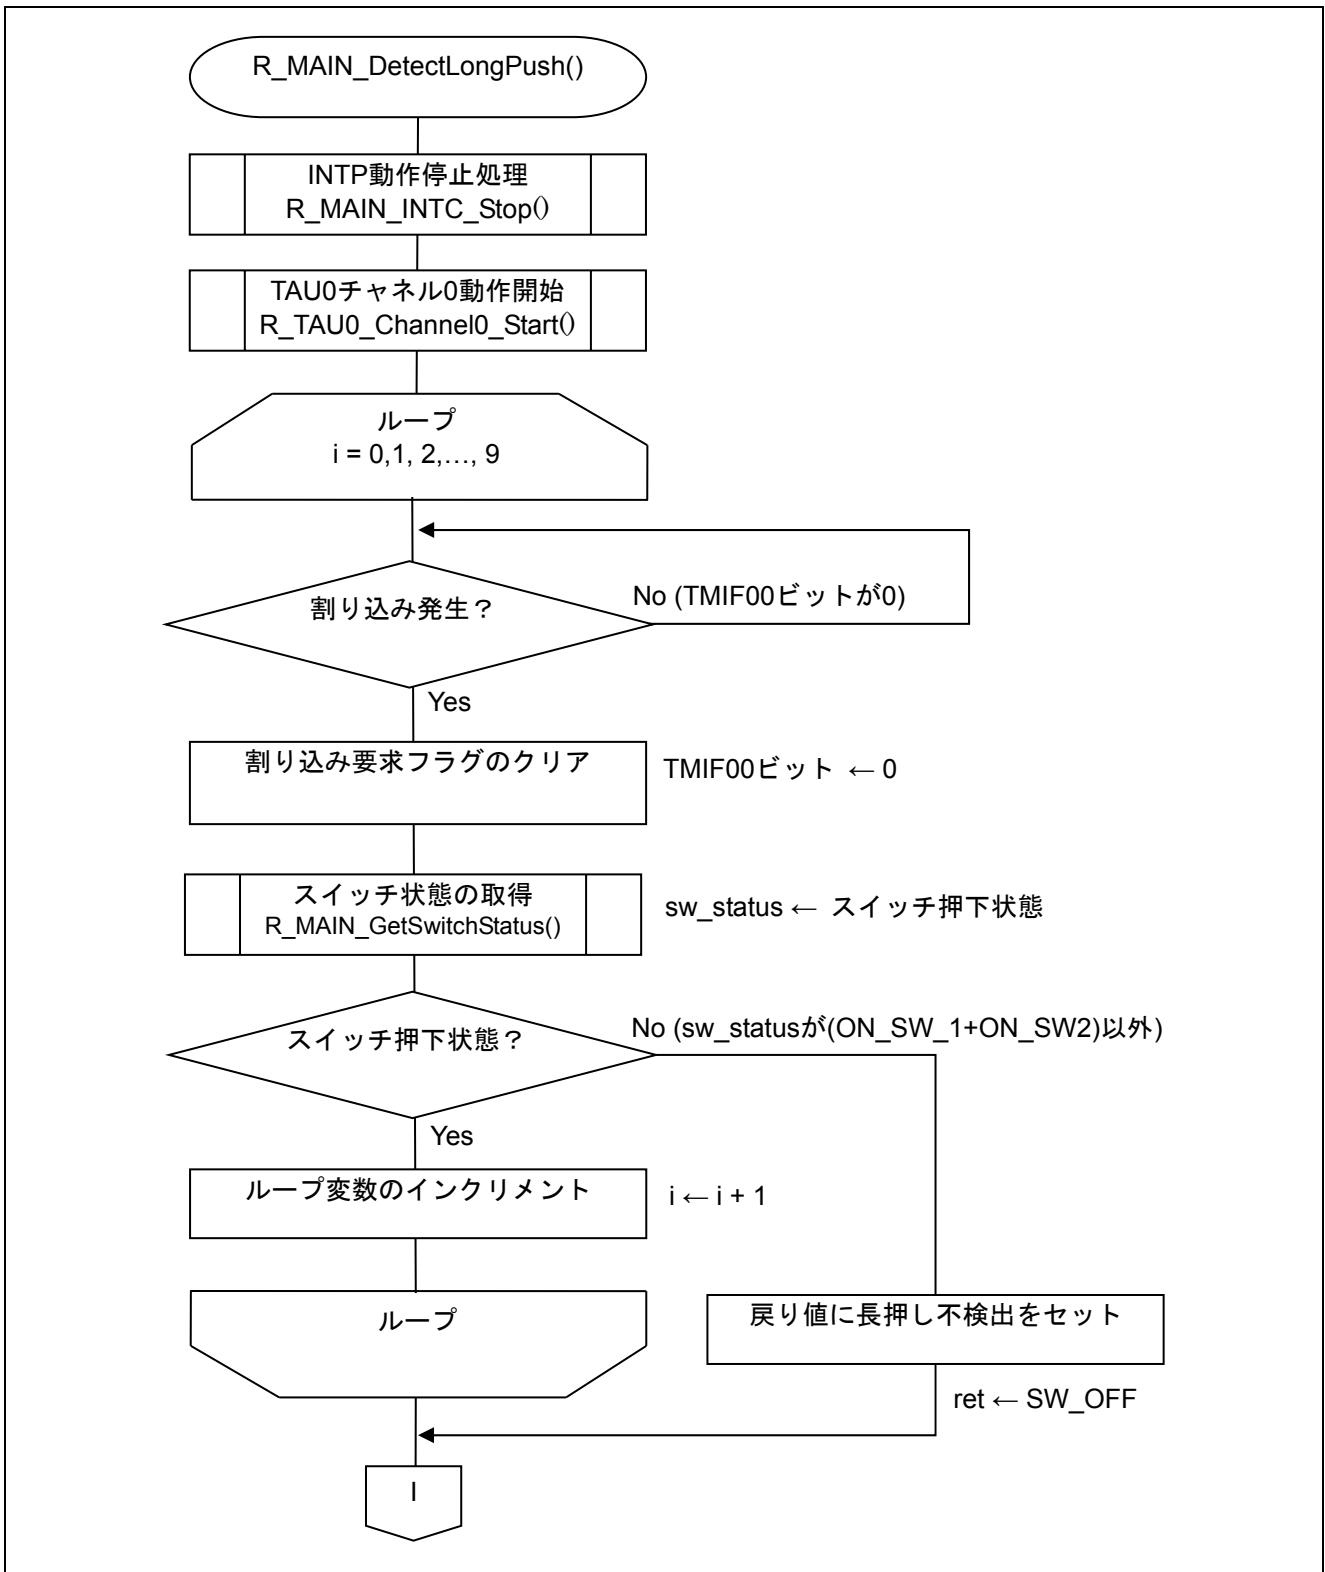 R_MAIN_DetectLongPush()
INTP動作停止処理
R_MAIN_INTC_Stop()
TAU0チャネル0動作開始
R_TAU0_Channel0_Start()
ループ
i = 0,1, 2,…, 9
割り込み発生？
No (TMIF00ビットが0)
Yes
割り込み要求フラグのクリア
TMIF00ビット ← 0
スイッチ状態の取得
R_MAIN_GetSwitchStatus()
sw_status ← スイッチ押下状態
スイッチ押下状態？
No (sw_statusが(ON_SW_1+ON_SW2)以外)
Yes
ループ変数のインクリメント
i ← i + 1
ループ
戻り値に長押し不検出をセット
ret ← SW_OFF
I